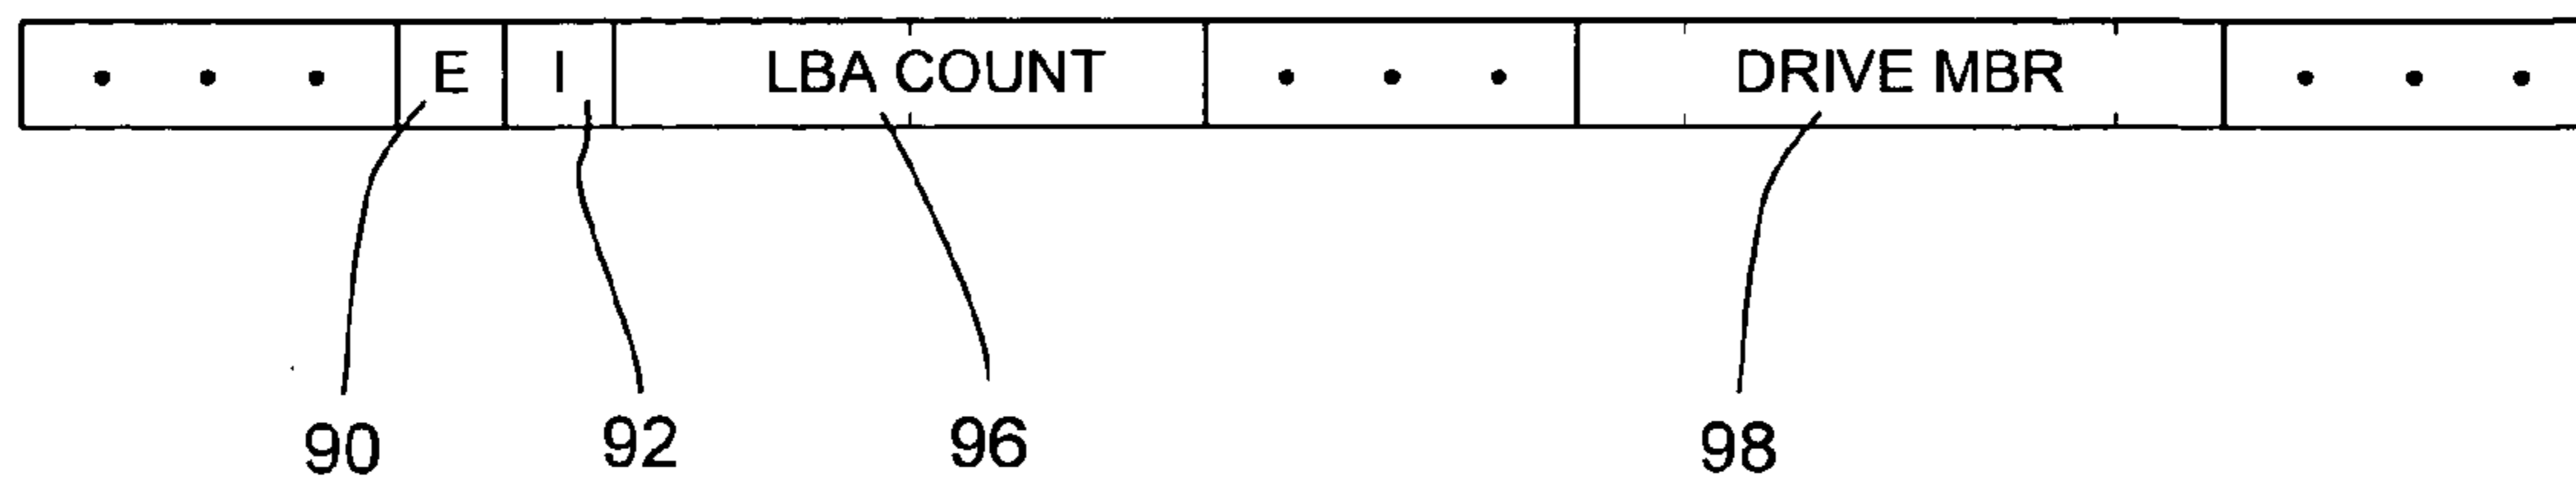 • • • E I LBA COUNT • • • DRIVE MBR • • •
90 92 96 98